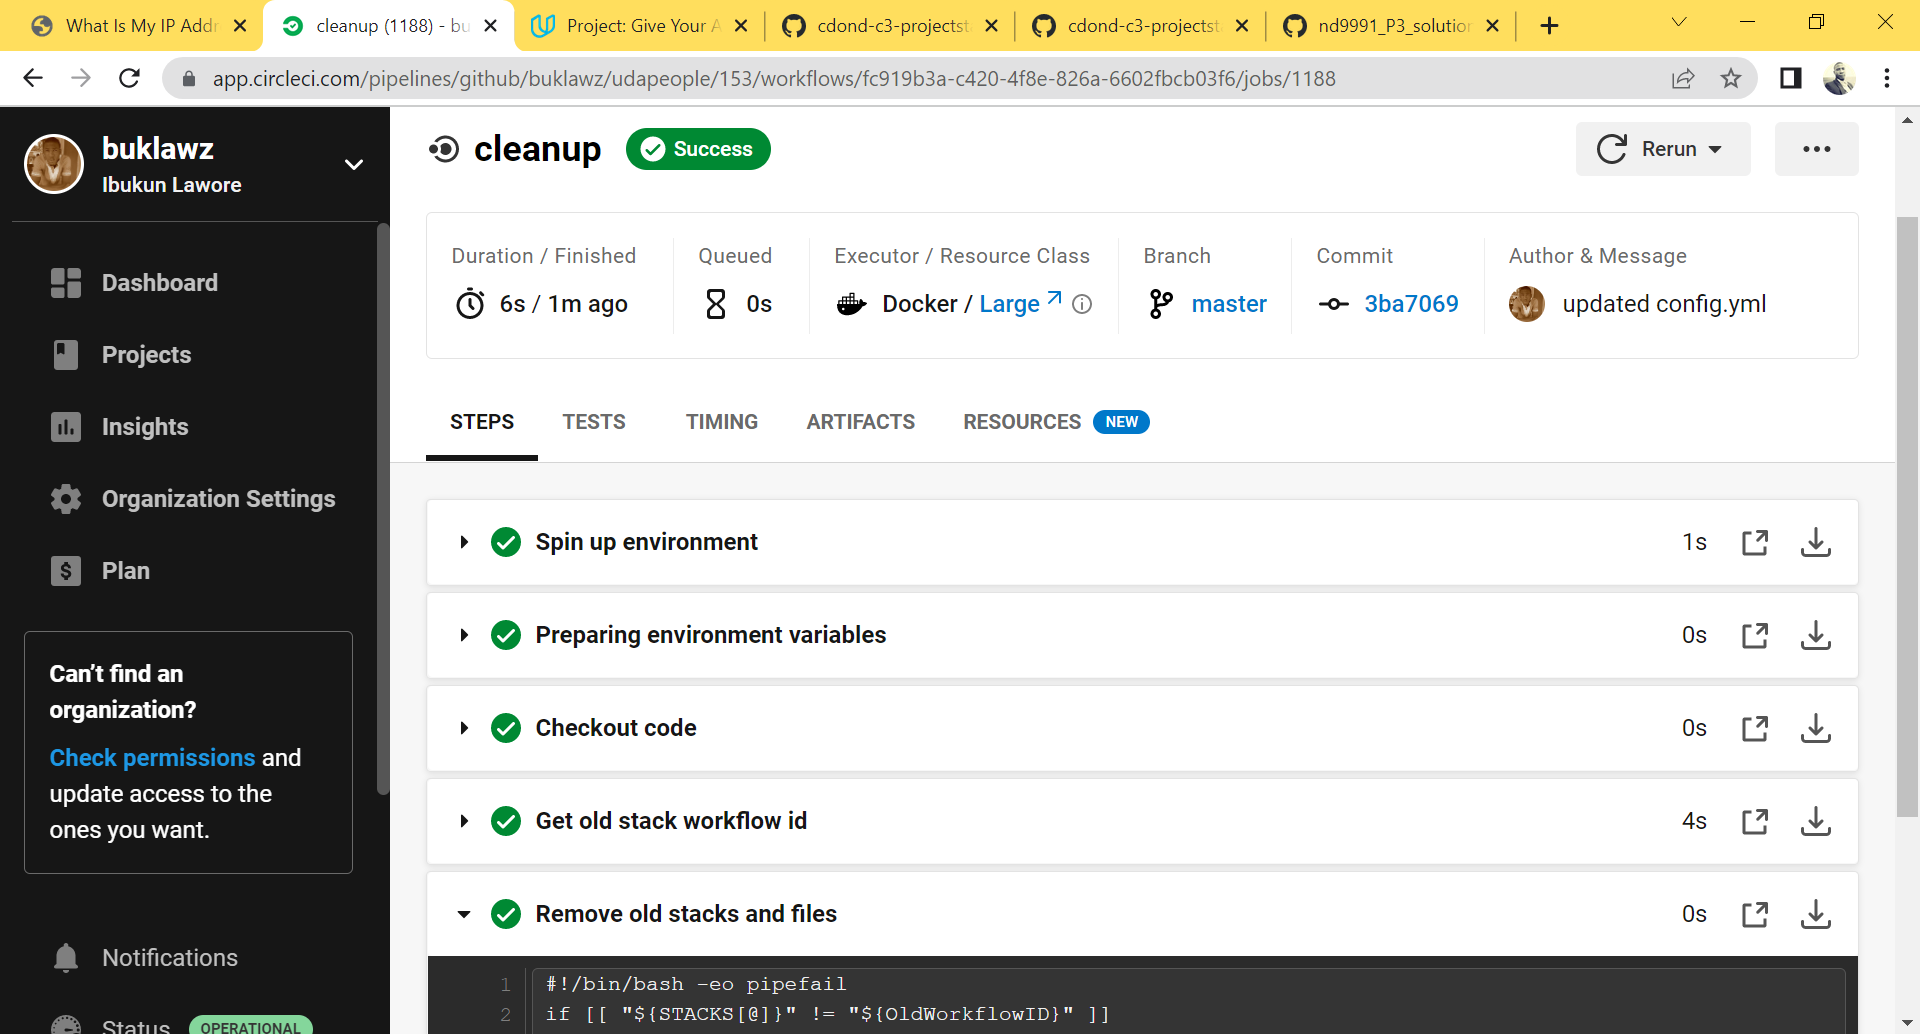 What Is My IP Addr
cleanup (1188) - bu
Project: Give Your A
cdond-c3-projectst
cdond-c3-projectst
nd9991_P3_solution
app.circleci.com/pipelines/github/buklawz/udapeople/153/workflows/fc919b3a-c420-4f8e-826a-6602fbcb03f6/jobs/1188
buklawz
Ibukun Lawore
Dashboard
Projects
Insights
Organization Settings
Plan
Can't find an
organization?
Check permissions and
update access to the
ones you want.
Notifications
Status OPERATIONAL
cleanup Success
Rerun
Duration / Finished
6s / 1m ago
Queued
0s
Executor / Resource Class
Docker / Large
Branch
master
Commit
3ba7069
Author & Message
updated config.yml
STEPS TESTS TIMING ARTIFACTS RESOURCES NEW
Spin up environment 1s
Preparing environment variables 0s
Checkout code 0s
Get old stack workflow id 4s
Remove old stacks and files 0s
1 #!/bin/bash -eo pipefail
2 if [[ "${STACKS[@]}" != "${OldWorkflowID}" ]]